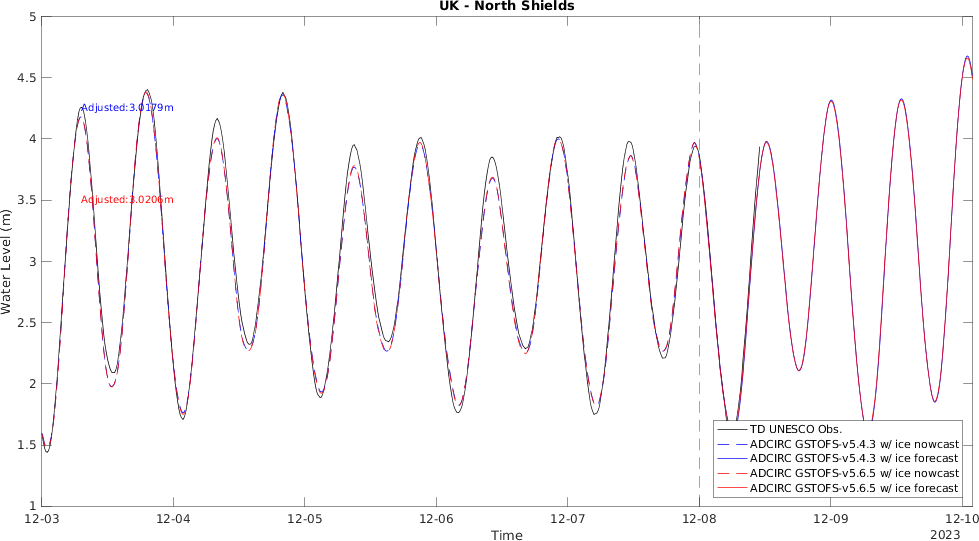 UK - North Shields
5
4.5
4
3.5
3
2.5
2
1.5
1
Water Level (m)
Adjusted:3.0179m
Adjusted:3.0206m
TD UNESCO Obs.
ADCIRC GSTOFS-v5.4.3 w/ ice nowcast
ADCIRC GSTOFS-v5.4.3 w/ ice forecast
ADCIRC GSTOFS-v5.6.5 w/ ice nowcast
ADCIRC GSTOFS-v5.6.5 w/ ice forecast
12-03 12-04 12-05 12-06 12-07 12-08 12-09 12-10
Time
2023